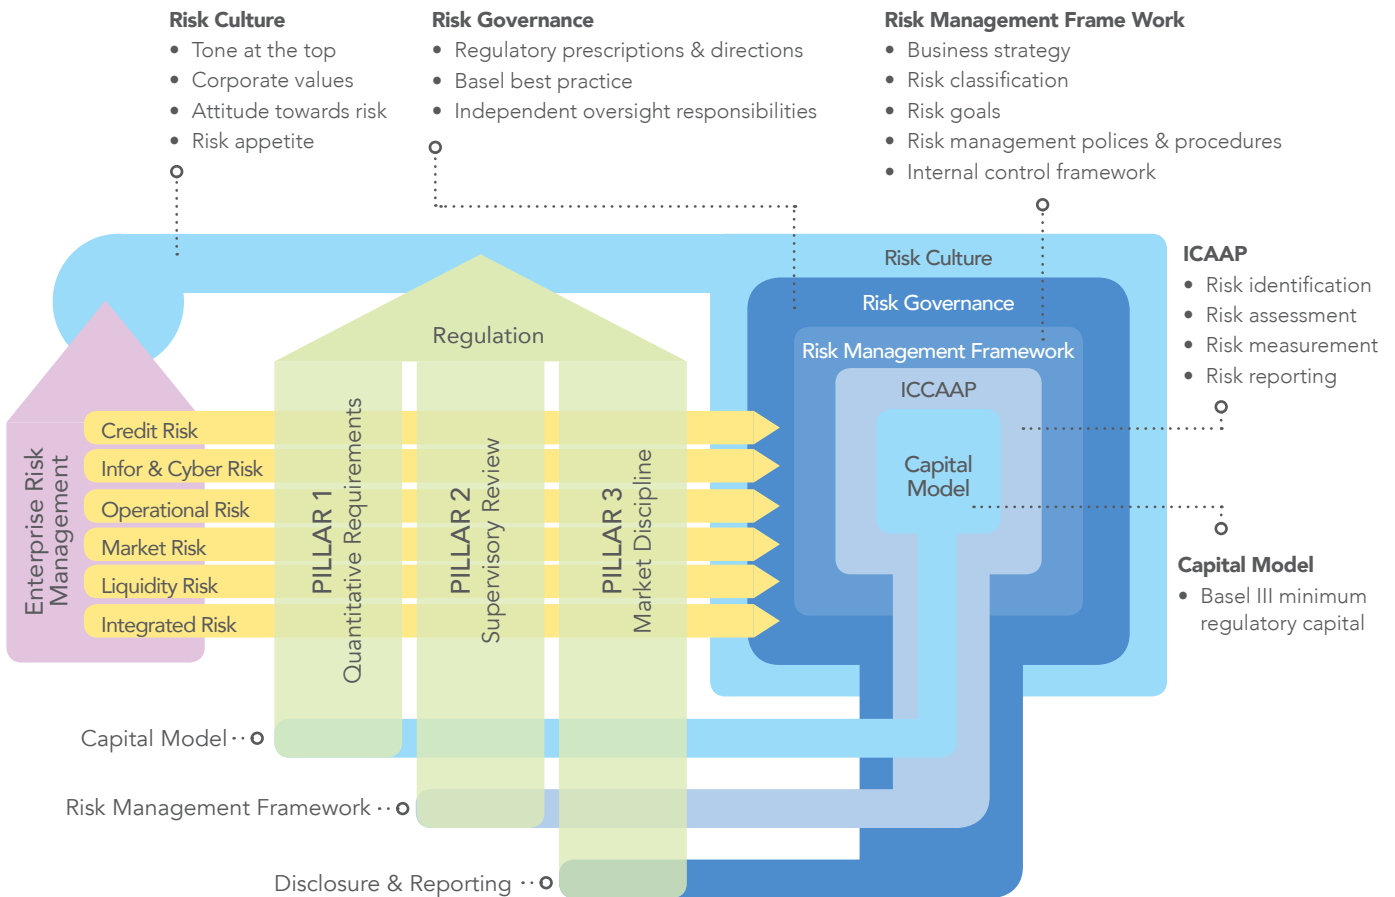 Risk Culture
• Tone at the top
• Corporate values
• Attitude towards risk
• Risk appetite
Risk Governance
• Regulatory prescriptions & directions
• Basel best practice
• Independent oversight responsibilities
Risk Management Frame Work
• Business strategy
• Risk classification
• Risk goals
• Risk management polices & procedures
• Internal control framework
ICAAP
• Risk identification
• Risk assessment
• Risk measurement
• Risk reporting
Capital Model
• Basel III minimum
regulatory capital
Risk Culture
Risk Governance
Risk Management Framework
ICCAAP
Capital
Model
Regulation
Enterprise Risk
Management
Credit Risk
Infor & Cyber Risk
Operational Risk
Market Risk
Liquidity Risk
Integrated Risk
PILLAR 1
Quantitative Requirements
PILLAR 2
Supervisory Review
PILLAR 3
Market Discipline
Capital Model
Risk Management Framework
Disclosure & Reporting